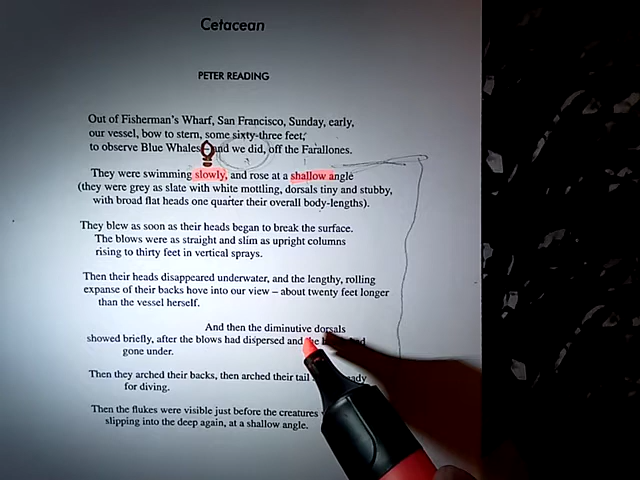 Cetacean
PETER READING
Out of Fisherman's Wharf, San Francisco, Sunday, early,
our vessel, bow to stern, some sixty-three feet,
to observe Blue Whales and we did, off the Farallones.
They were swimming slowly, and rose at a shallow angle
(they were grey as slate with white mottling, dorsals tiny and stubby,
with broad flat heads one quarter their overall body-lengths).
They blew as soon as their heads began to break the surface.
The blows were as straight and slim as upright columns
rising to thirty feet in vertical sprays.
Then their heads disappeared underwater, and the lengthy, rolling
expanse of their backs hove into our view – about twenty feet longer
than the vessel herself.
And then the diminutive dorsals
showed briefly, after the blows had dispersed and the
gone under.
Then they arched their backs, then arched their tail
for diving.
Then the flukes were visible just before the creatures
slipping into the deep again, at a shallow angle.